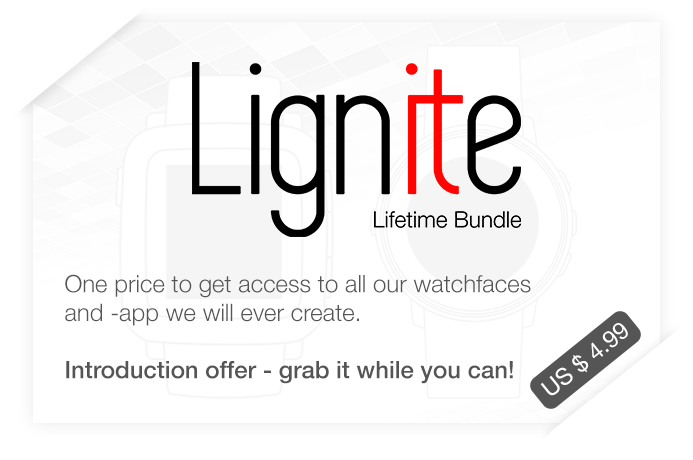 Lignite
Lifetime Bundle
One price to get access to all our watchfaces
and -app we will ever create.
Introduction offer - grab it while you can!
US $ 4.99